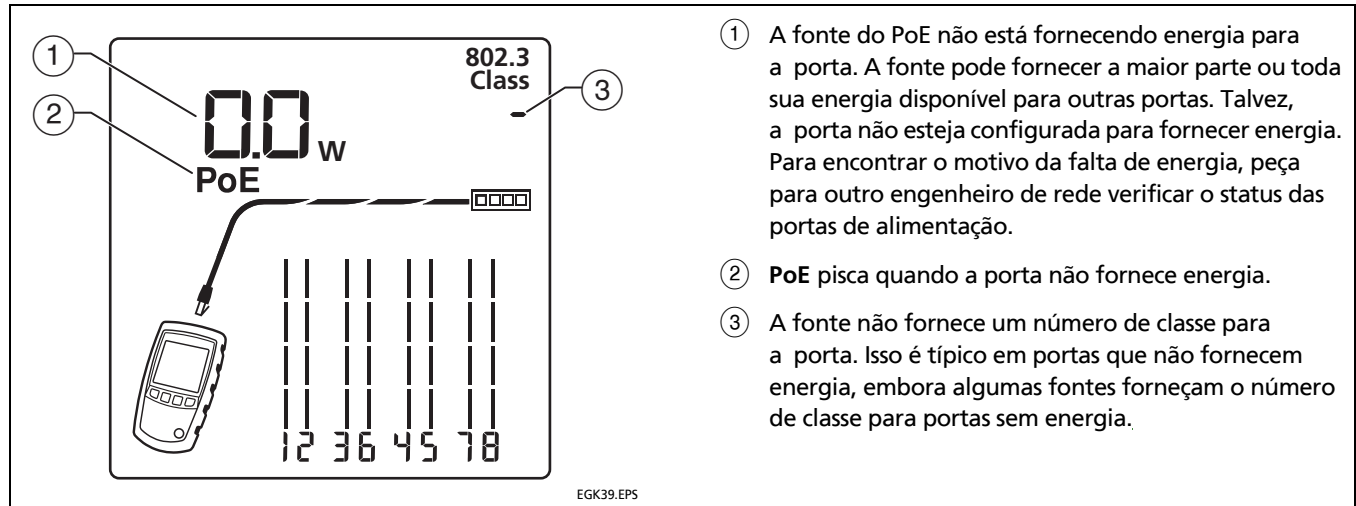 1
2
3
802.3
Class
-
0.0 W
PoE
12 36 45 78
EGK39.EPS
1 A fonte do PoE não está fornecendo energia para
a porta. A fonte pode fornecer a maior parte ou toda
sua energia disponível para outras portas. Talvez,
a porta não esteja configurada para fornecer energia.
Para encontrar o motivo da falta de energia, peça
para outro engenheiro de rede verificar o status das
portas de alimentação.
2 PoE pisca quando a porta não fornece energia.
3 A fonte não fornece um número de classe para
a porta. Isso é típico em portas que não fornecem
energia, embora algumas fontes forneçam o número
de classe para portas sem energia.